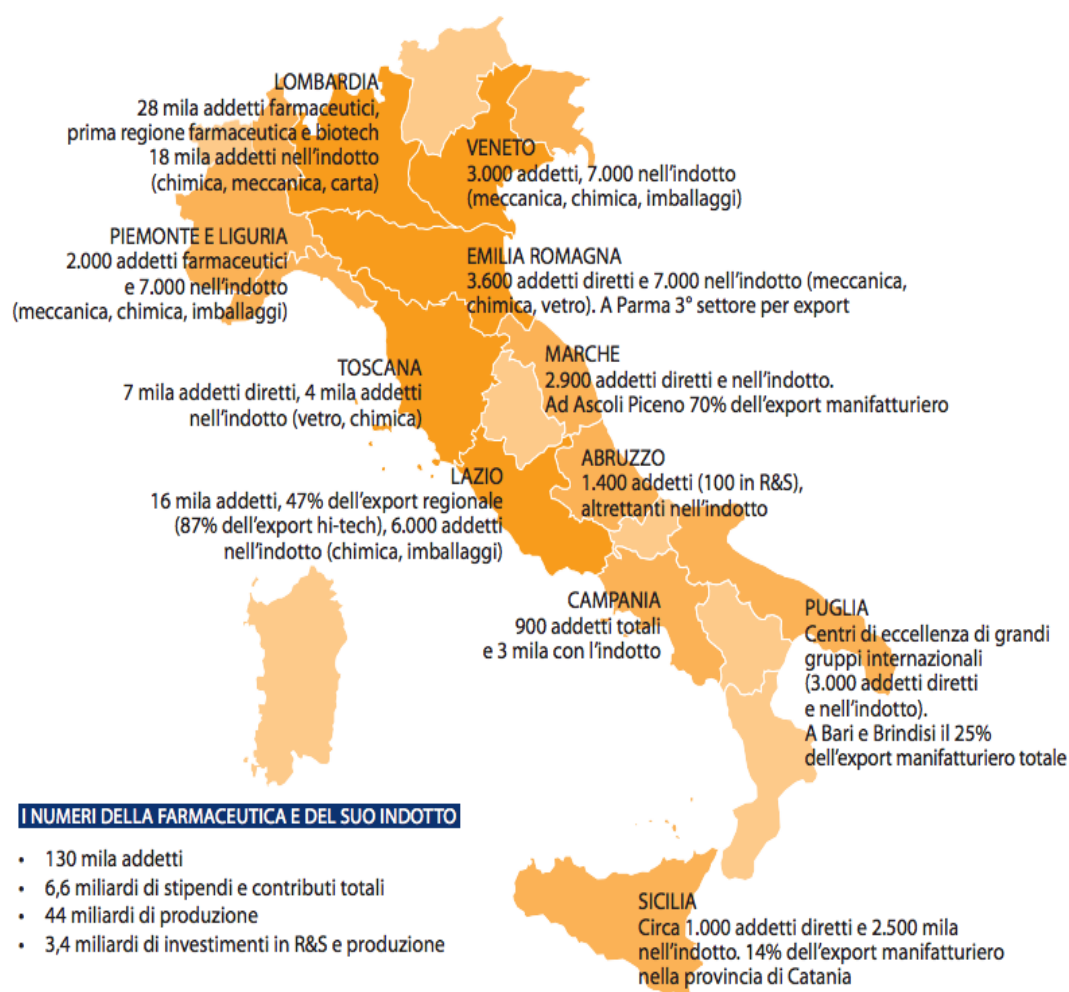 LOMBARDIA
28 mila addetti farmaceutici,
prima regione farmaceutica e biotech
18 mila addetti nell'indotto
(chimica, meccanica, carta)
VENETO
3.000 addetti, 7.000 nell'indotto
(meccanica, chimica, imballaggi)
PIEMONTE E LIGURIA
2.000 addetti farmaceutici
e 7.000 nell'indotto
(meccanica, chimica, imballaggi)
EMILIA ROMAGNA
3.600 addetti diretti e 7.000 nell'indotto (meccanica,
chimica, vetro). A Parma 3° settore per export
TOSCANA
7 mila addetti diretti, 4 mila addetti
nell'indotto (vetro, chimica)
MARCHE
2.900 addetti diretti e nell'indotto.
Ad Ascoli Piceno 70% dell'export manifatturiero
LAZIO
16 mila addetti, 47% dell'export regionale
(87% dell'export hi-tech), 6.000 addetti
nell'indotto (chimica, imballaggi)
ABRUZZO
1.400 addetti (100 in R&S),
altrettanti nell'indotto
CAMPANIA
900 addetti totali
e 3 mila con l'indotto
PUGLIA
Centri di eccellenza di grandi
gruppi internazionali
(3.000 addetti diretti
e nell'indotto).
A Bari e Brindisi il 25%
dell'export manifatturiero totale
I NUMERI DELLA FARMACEUTICA E DEL SUO INDOTTO
• 130 mila addetti
• 6,6 miliardi di stipendi e contributi totali
• 44 miliardi di produzione
• 3,4 miliardi di investimenti in R&S e produzione
SICILIA
Circa 1.000 addetti diretti e 2.500 mila
nell'indotto. 14% dell'export manifatturiero
nella provincia di Catania